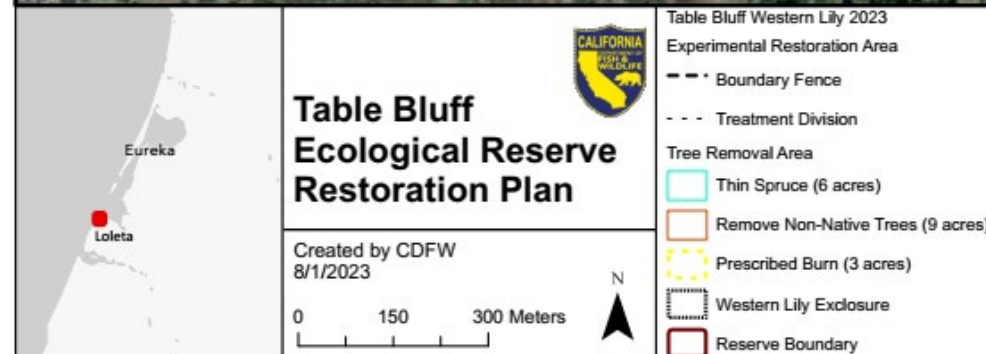 Eureka
Loleta
CALIFORNIA
FISH &
WILDLIFE
Table Bluff
Ecological Reserve
Restoration Plan
Created by CDFW
8/1/2023
N
0 150 300 Meters
Table Bluff Western Lily 2023
Experimental Restoration Area
Boundary Fence
Treatment Division
Tree Removal Area
Thin Spruce (6 acres)
Remove Non-Native Trees (9 acres)
Prescribed Burn (3 acres)
Western Lily Exclosure
Reserve Boundary